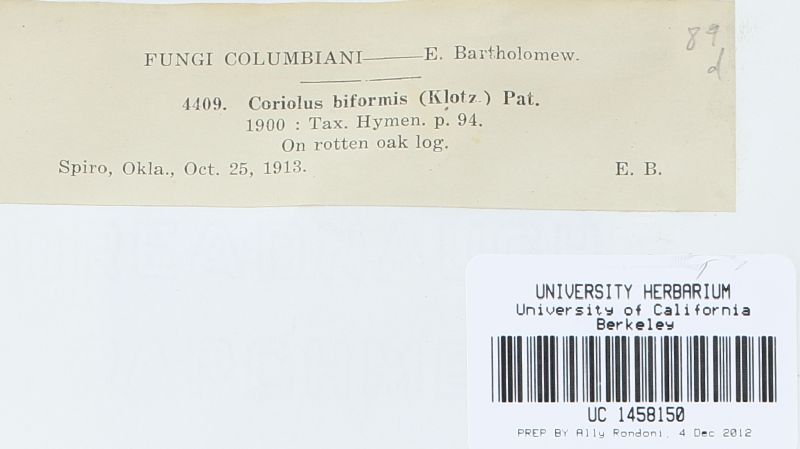 FUNGI COLUMBIANI——E. Bartholomew.
4409. Coriolus biformis (Klotz.) Pat.
1900 : Tax. Hymen. p. 94.
On rotten oak log.
Spiro, Okla., Oct. 25, 1913. E. B.
89
d
UNIVERSITY HERBARIUM
University of California
Berkeley
UC 1458150
PREP BY Ally Rondoni, 4 Dec 2012